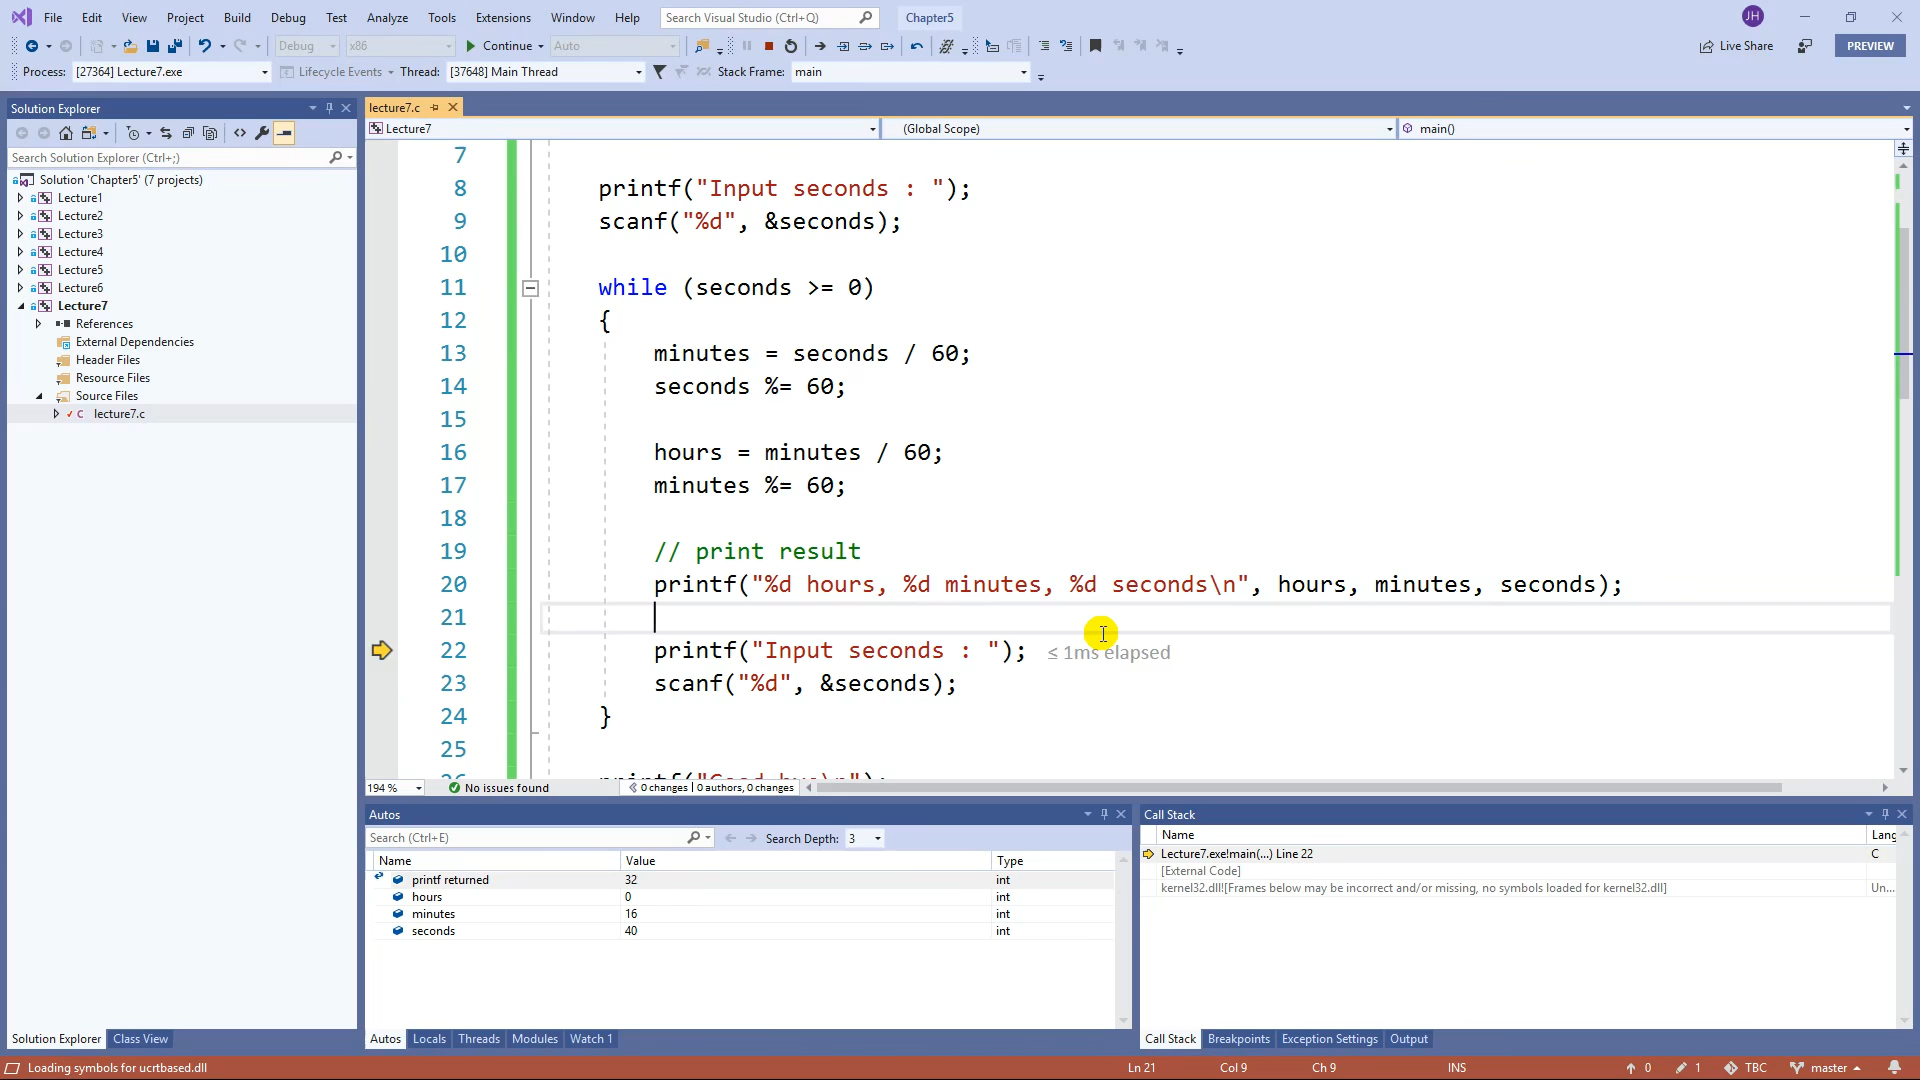 File Edit View Project Build Debug Test Analyze Tools Extensions Window Help Search Visual Studio (Ctrl+Q) Chapter5 JH
Debug x86 Continue Auto Live Share PREVIEW
Process: [27364] Lecture7.exe Lifecycle Events Thread: [37648] Main Thread Stack Frame: main
Solution Explorer
Search Solution Explorer (Ctrl+;)
Solution 'Chapter5' (7 projects)
Lecture1
Lecture2
Lecture3
Lecture4
Lecture5
Lecture6
Lecture7
References
External Dependencies
Header Files
Resource Files
Source Files
lecture7.c
Solution Explorer Class View
lecture7.c
Lecture7 (Global Scope) main()
7
8 printf("Input seconds : ");
9 scanf("%d", &seconds);
10
11 while (seconds >= 0)
12 {
13 minutes = seconds / 60;
14 seconds %= 60;
15
16 hours = minutes / 60;
17 minutes %= 60;
18
19 // print result
20 printf("%d hours, %d minutes, %d seconds\n", hours, minutes, seconds);
21
22 printf("Input seconds : "); ≤ 1ms elapsed
23 scanf("%d", &seconds);
24 }
25
26 printf("Good bye\n");
194 % No issues found 0 changes | 0 authors, 0 changes
Autos
Search (Ctrl+E) Search Depth: 3
Name Value Type
printf returned 32 int
hours 0 int
minutes 16 int
seconds 40 int
Autos Locals Threads Modules Watch 1
Call Stack
Name Lang
Lecture7.exe!main(...) Line 22 C
[External Code]
kernel32.dll![Frames below may be incorrect and/or missing, no symbols loaded for kernel32.dll] Un...
Call Stack Breakpoints Exception Settings Output
Loading symbols for ucrtbased.dll Ln 21 Col 9 Ch 9 INS 0 1 TBC master